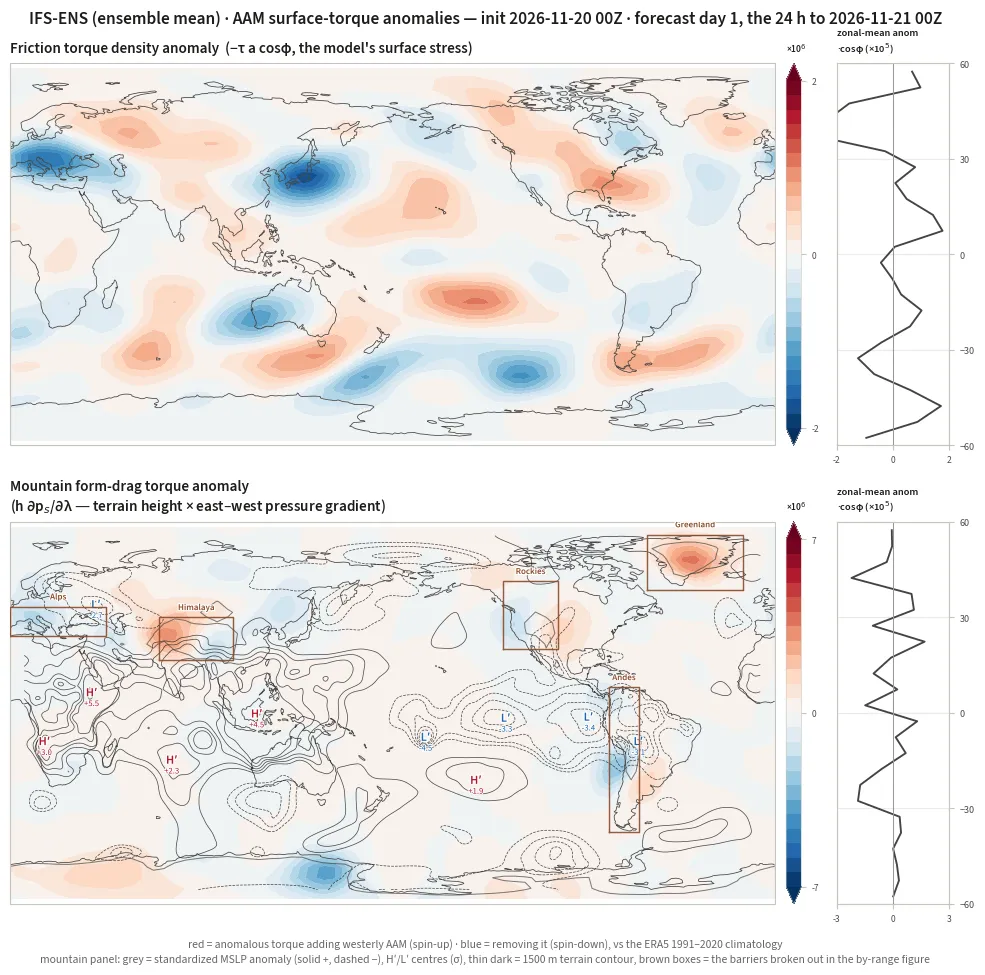 IFS-ENS (ensemble mean) · AAM surface-torque anomalies — init 2026-11-20 00Z · forecast day 1, the 24 h to 2026-11-21 00Z
Friction torque density anomaly (−τ a cosφ, the model's surface stress)
×10⁶
2
0
-2
zonal-mean anom
·cosφ (×10⁵)
60
30
0
−30
−60
-2
0
2
Mountain form-drag torque anomaly
(h ∂pₛ/∂λ — terrain height × east–west pressure gradient)
Greenland
Rockies
Alps
L'
Himalaya
Andes
H'
+5.5
H'
+4.5
H'
+3.0
H'
+2.3
L'
-4.5
L'
-3.3
L'
-3.4
L'
H'
+1.9
×10⁶
7
0
-7
zonal-mean anom
·cosφ (×10⁵)
60
30
0
−30
−60
-3
0
3
red = anomalous torque adding westerly AAM (spin-up) · blue = removing it (spin-down), vs the ERA5 1991–2020 climatology
mountain panel: grey = standardized MSLP anomaly (solid +, dashed −), H'/L' centres (σ), thin dark = 1500 m terrain contour, brown boxes = the barriers broken out in the by-range figure